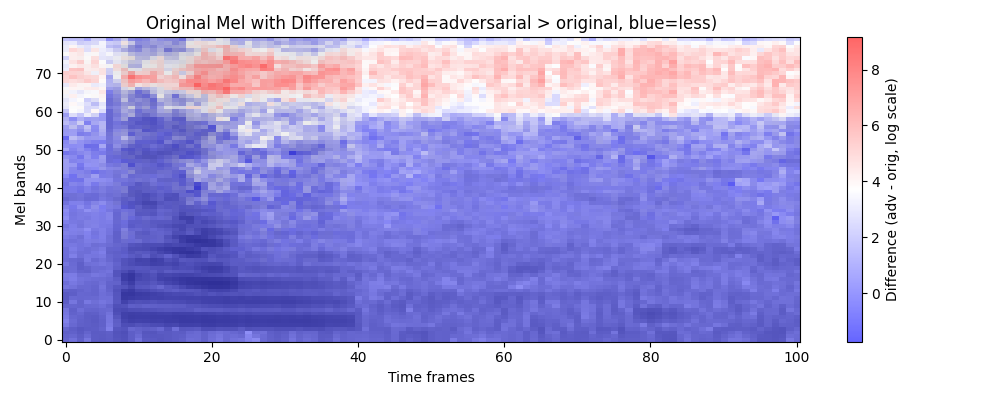 Original Mel with Differences (red=adversarial > original, blue=less)
Mel bands
70
60
50
40
30
20
10
0
0 20 40 60 80 100
Time frames
8
6
4
2
0
Difference (adv - orig, log scale)